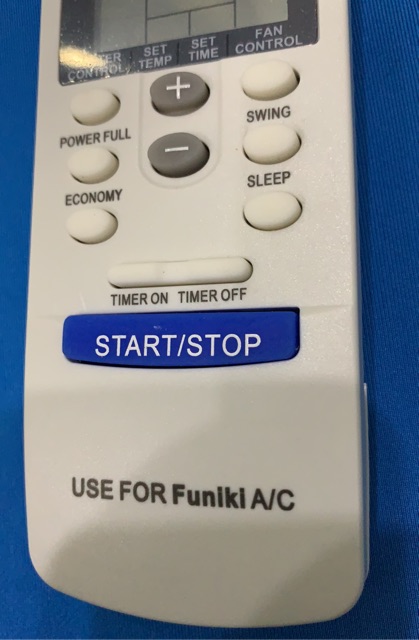 SET TEMP
SET TIME
FAN CONTROL
CONTROL
POWER FULL
SWING
ECONOMY
SLEEP
TIMER ON TIMER OFF
START/STOP
USE FOR Funiki A/C